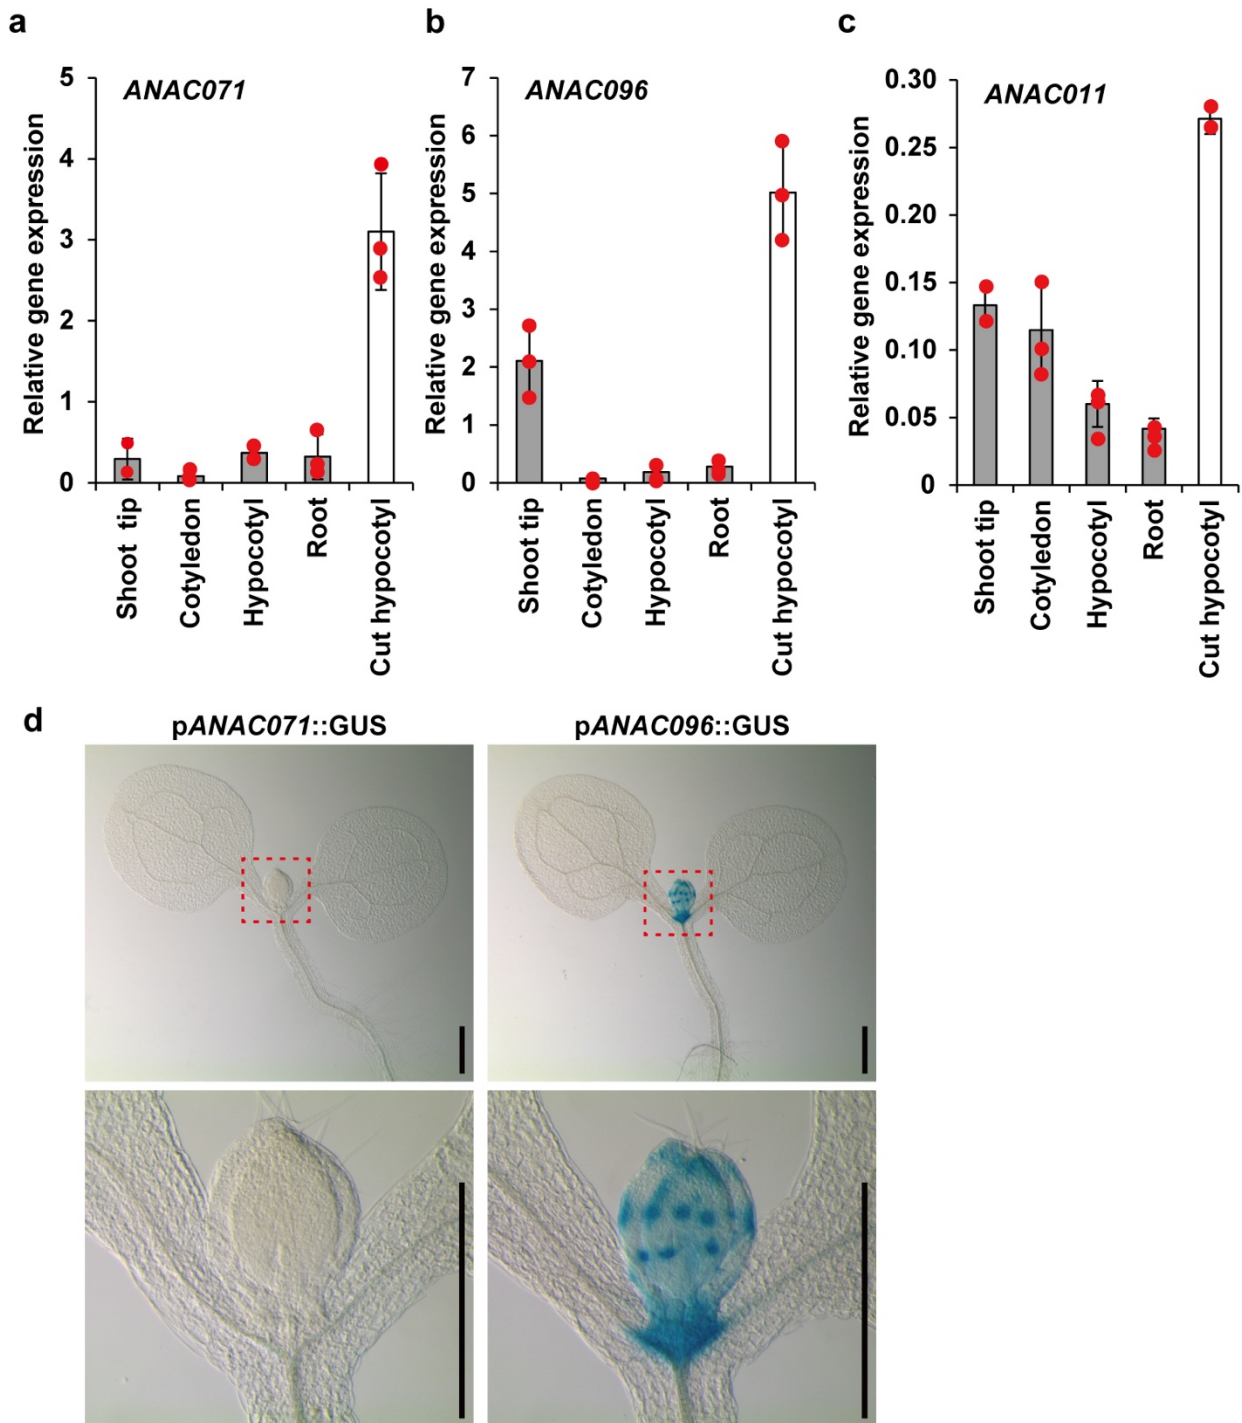 a
ANAC071
Relative gene expression
5
4
3
2
1
0
Shoot tip
Cotyledon
Hypocotyl
Root
Cut hypocotyl
b
ANAC096
Relative gene expression
7
6
5
4
3
2
1
0
Shoot tip
Cotyledon
Hypocotyl
Root
Cut hypocotyl
c
ANAC011
Relative gene expression
0.30
0.25
0.20
0.15
0.10
0.05
0
Shoot tip
Cotyledon
Hypocotyl
Root
Cut hypocotyl
d
pANAC071::GUS
pANAC096::GUS